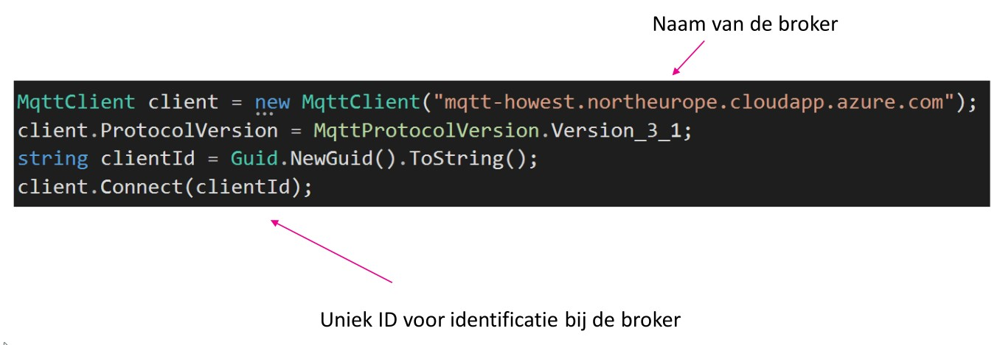 Naam van de broker
MqttClient client = new MqttClient("mqtt-howest.northeurope.cloudapp.azure.com");
client.ProtocolVersion = MqttProtocolVersion.Version_3_1;
string clientId = Guid.NewGuid().ToString();
client.Connect(clientId);
Uniek ID voor identificatie bij de broker